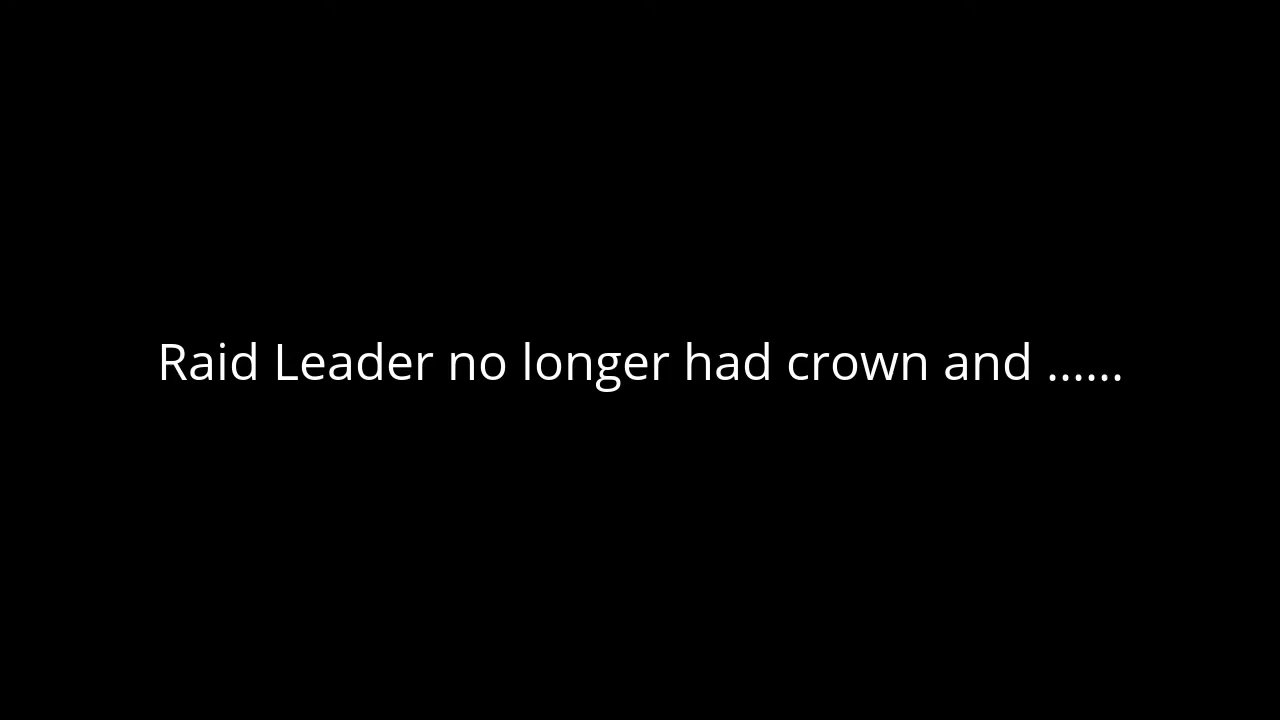 Raid Leader no longer had crown and ......